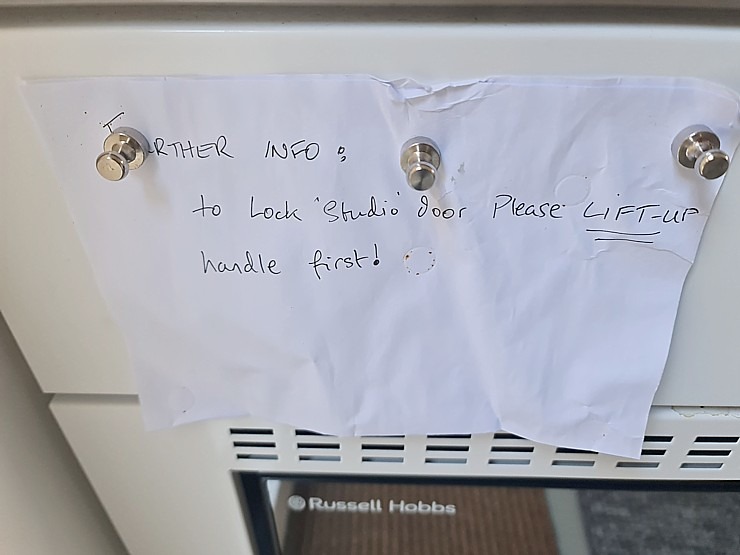 FURTHER INFO :
to Lock 'Studio' door Please LIFT-UP
handle first!
Russell Hobbs